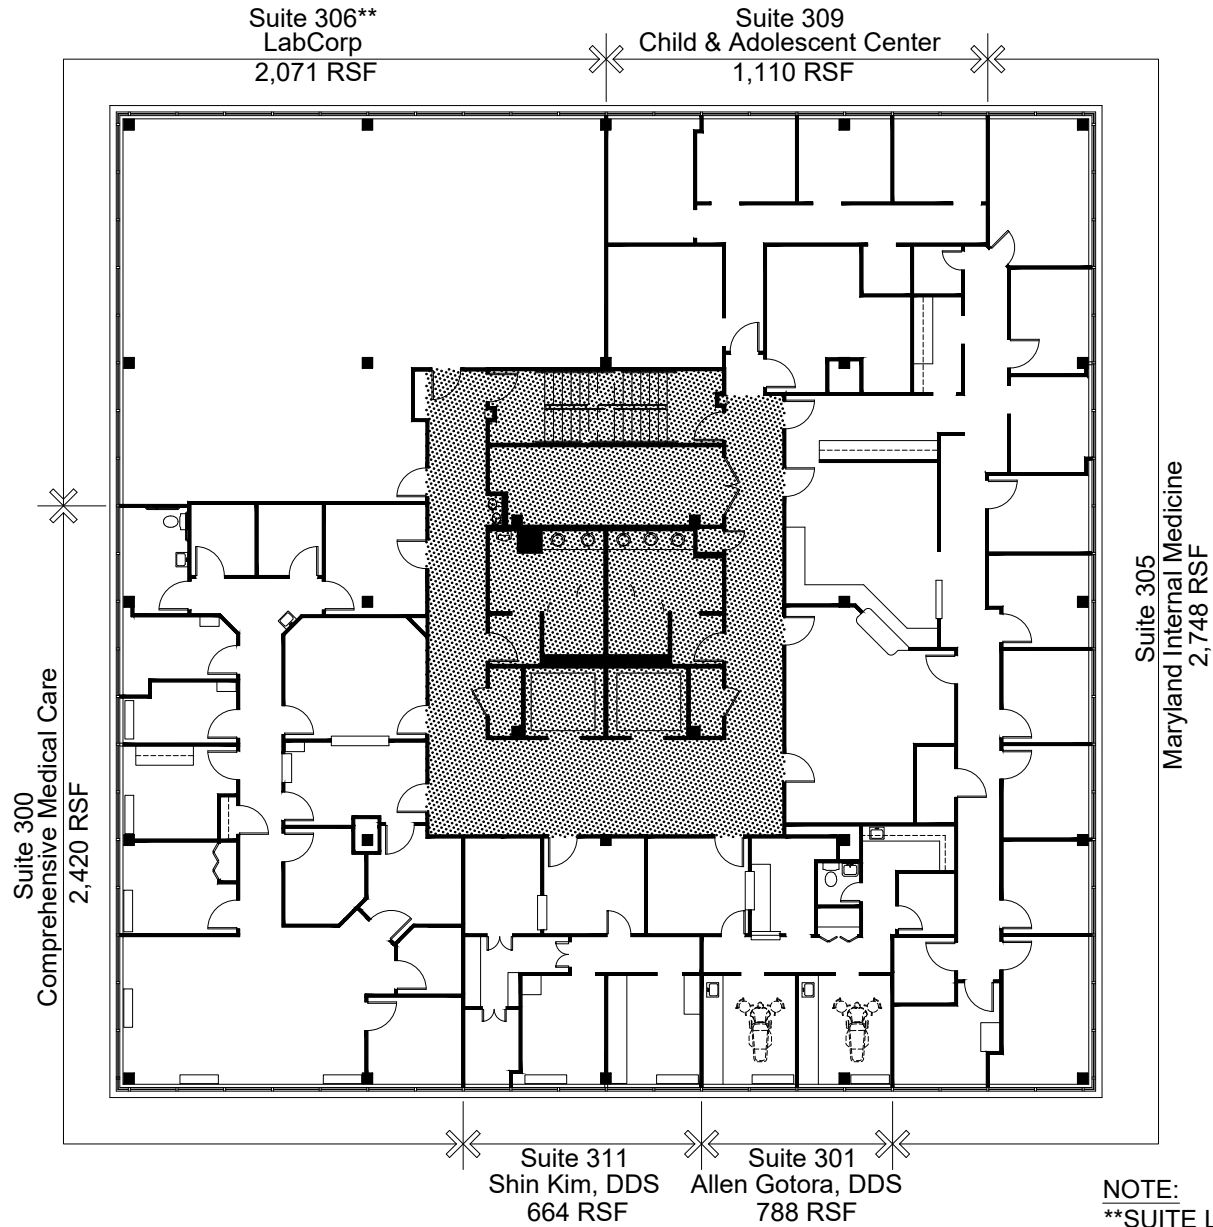 Suite 306**
LabCorp
2,071 RSF
Suite 309
Child & Adolescent Center
1,110 RSF
Suite 305
Maryland Internal Medicine
2,748 RSF
Suite 300
Comprehensive Medical Care
2,420 RSF
Suite 311
Shin Kim, DDS
664 RSF
Suite 301
Allen Gotora, DDS
788 RSF
NOTE:
**SUITE L